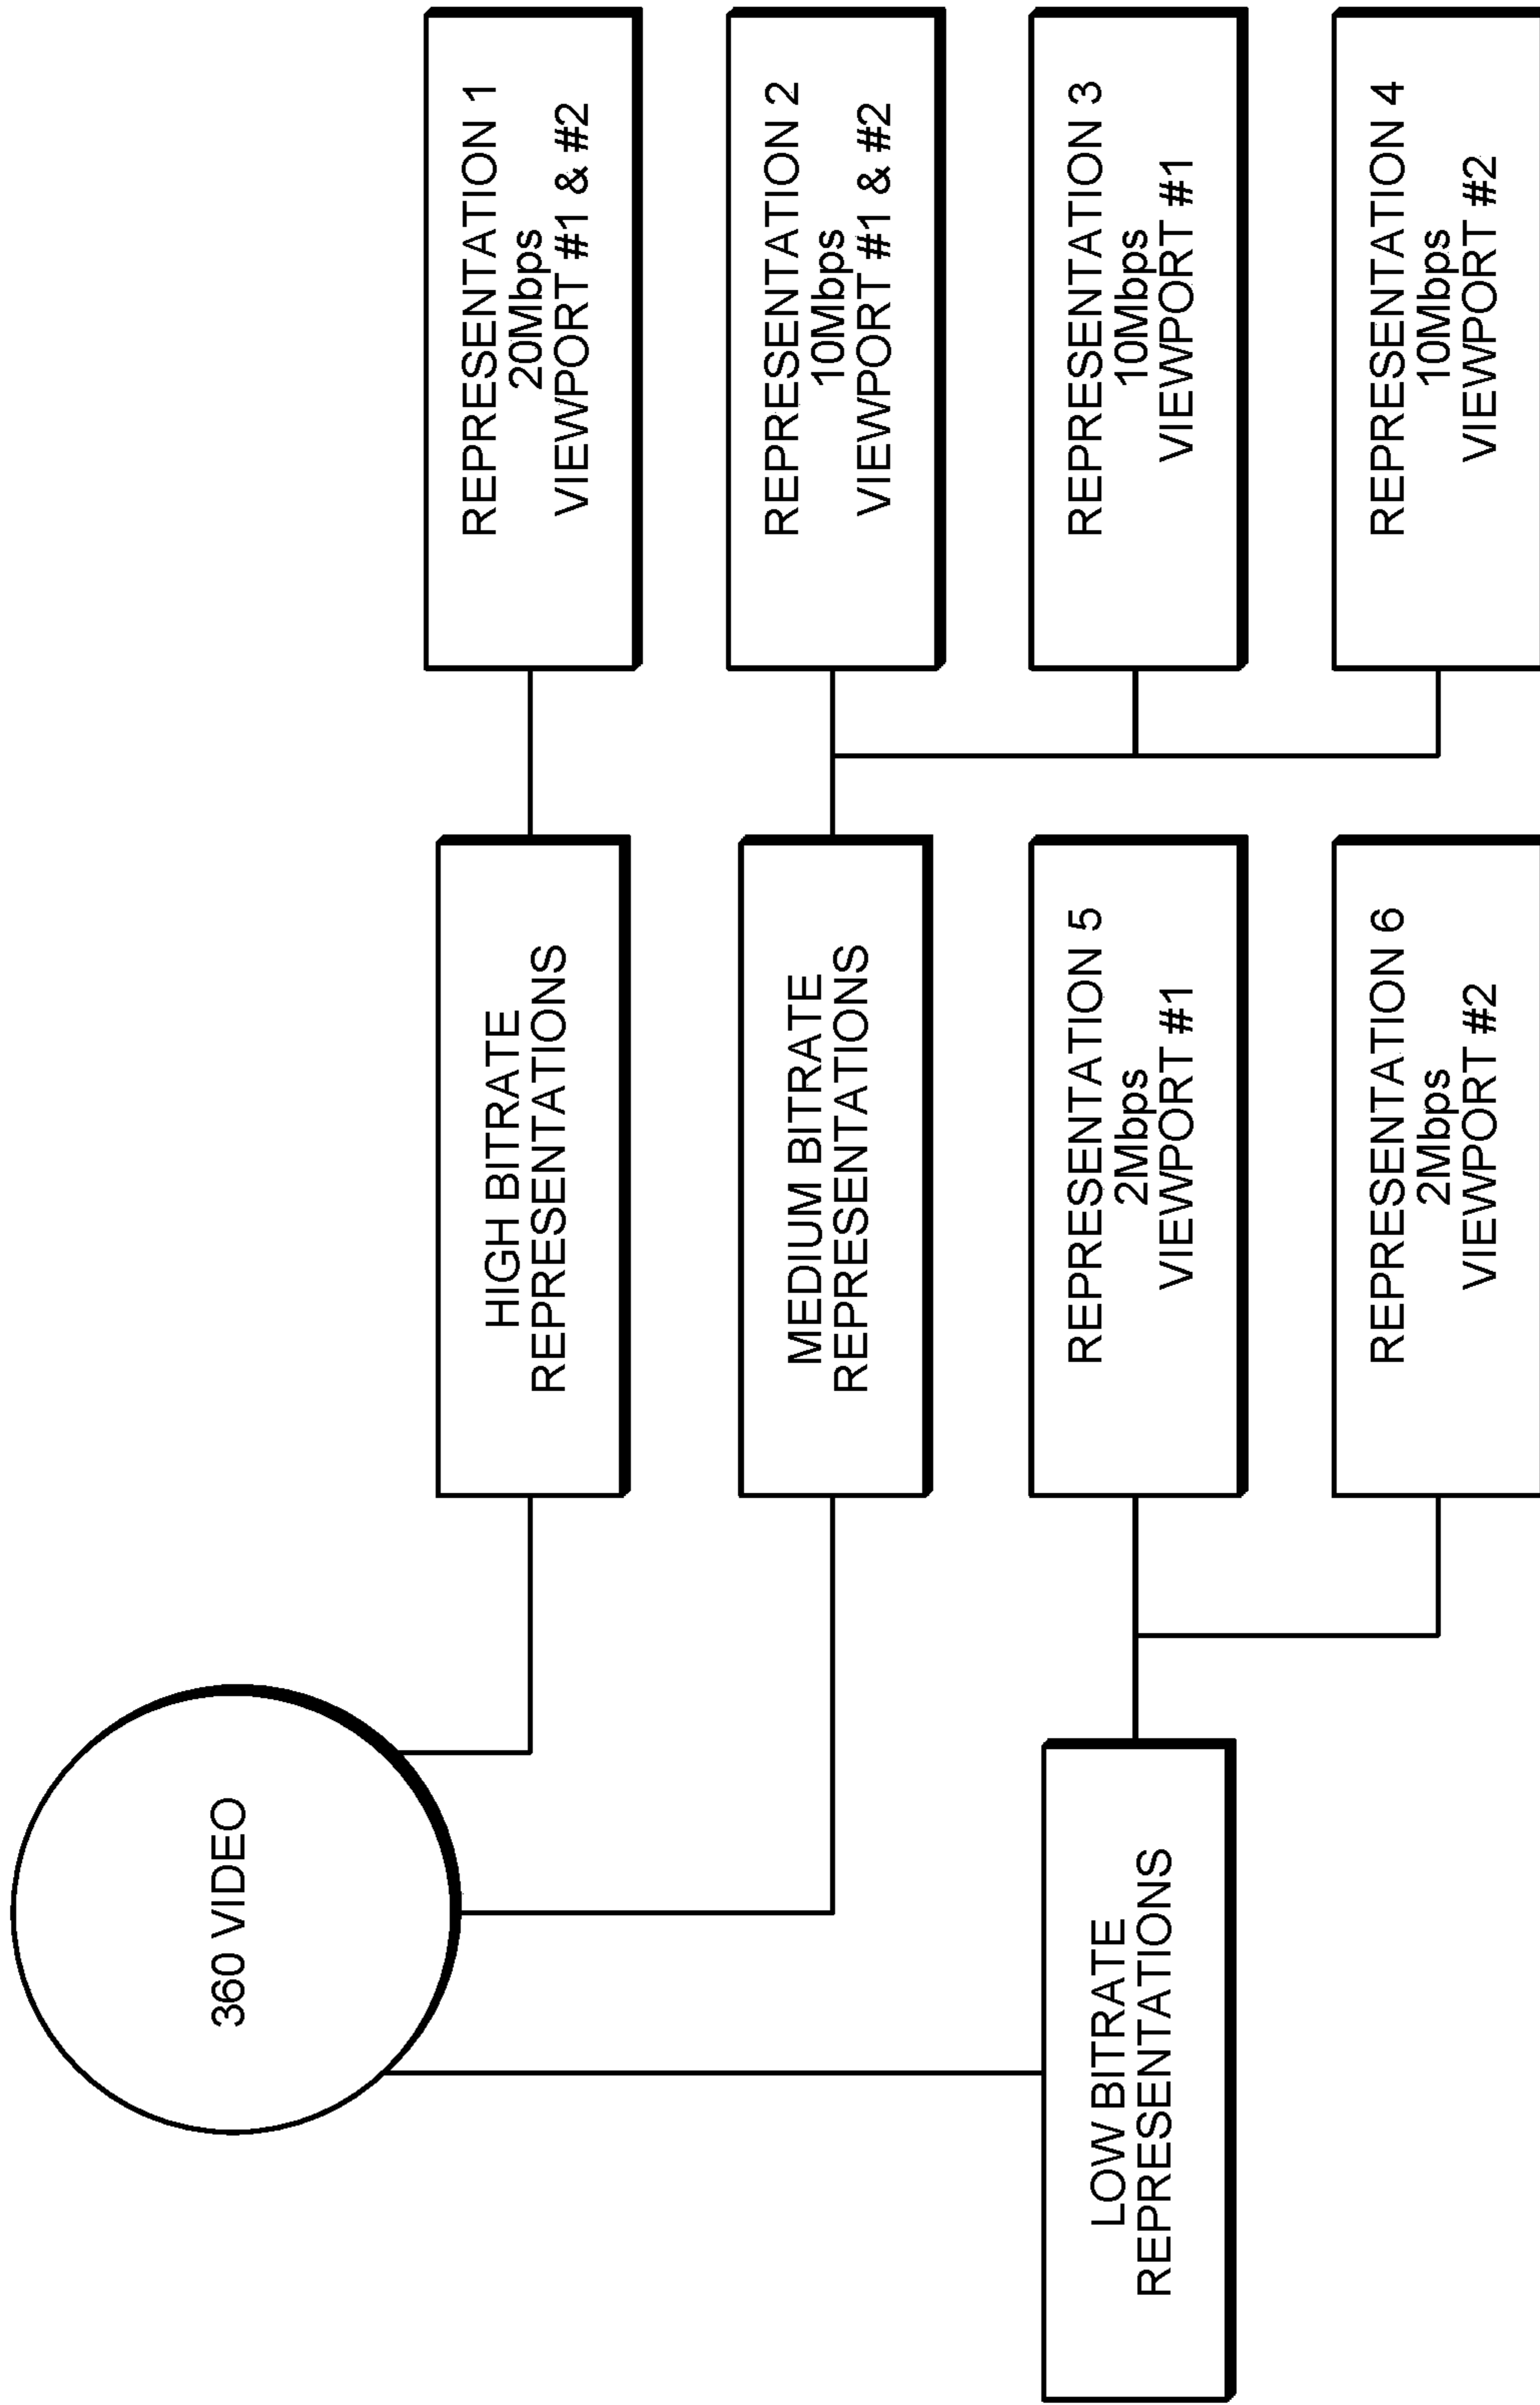 360 VIDEO
HIGH BITRATE
REPRESENTATIONS
REPRESENTATION 1
20Mbps
VIEWPORT #1 & #2
MEDIUM BITRATE
REPRESENTATIONS
REPRESENTATION 2
10Mbps
VIEWPORT #1 & #2
LOW BITRATE
REPRESENTATIONS
REPRESENTATION 5
2Mbps
VIEWPORT #1
REPRESENTATION 3
10Mbps
VIEWPORT #1
REPRESENTATION 6
2Mbps
VIEWPORT #2
REPRESENTATION 4
10Mbps
VIEWPORT #2